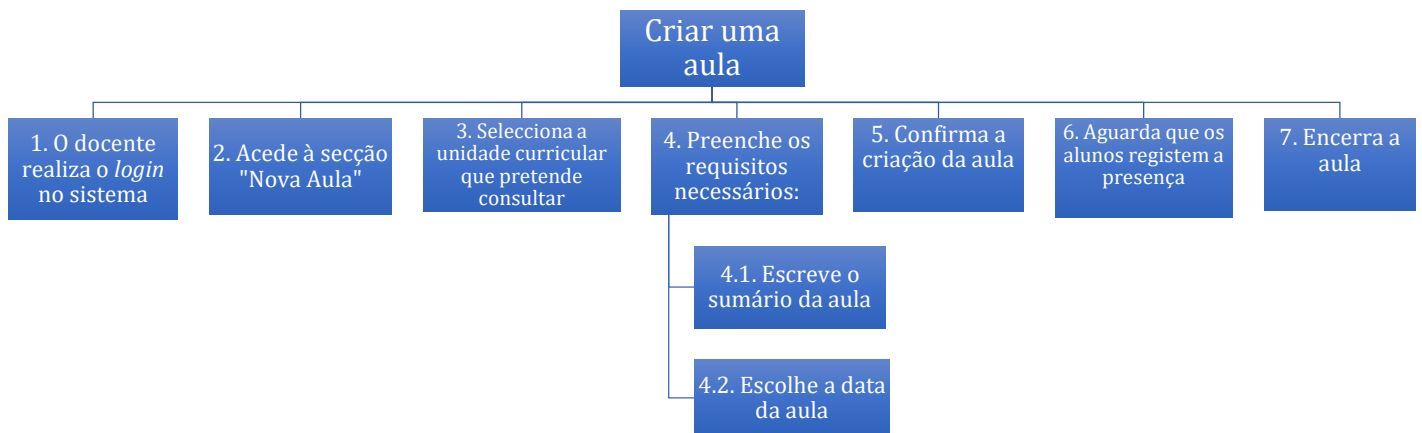 Criar uma
aula
1. O docente
realiza o login
no sistema
2. Acede à secção
"Nova Aula"
3. Selecciona a
unidade curricular
que pretende
consultar
4. Preenche os
requisitos
necessários:
5. Confirma a
criação da aula
6. Aguarda que os
alunos registem a
presença
7. Encerra a
aula
4.1. Escreve o
sumário da aula
4.2. Escolhe a data
da aula